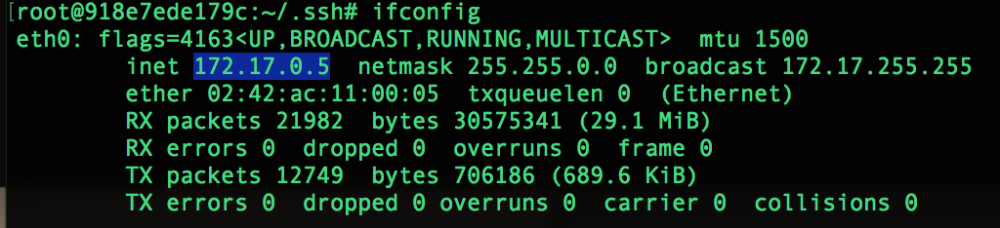 [root@918e7ede179c:~/.ssh# ifconfig
eth0: flags=4163<UP,BROADCAST,RUNNING,MULTICAST>  mtu 1500
        inet 172.17.0.5  netmask 255.255.0.0  broadcast 172.17.255.255
        ether 02:42:ac:11:00:05  txqueuelen 0  (Ethernet)
        RX packets 21982  bytes 30575341 (29.1 MiB)
        RX errors 0  dropped 0  overruns 0  frame 0
        TX packets 12749  bytes 706186 (689.6 KiB)
        TX errors 0  dropped 0 overruns 0  carrier 0  collisions 0